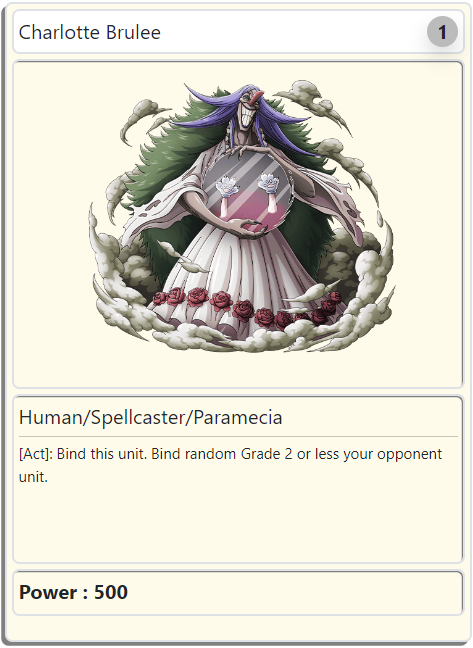 Charlotte Brulee
1
Human/Spellcaster/Paramecia
[Act]: Bind this unit. Bind random Grade 2 or less your opponent
unit.
Power : 500